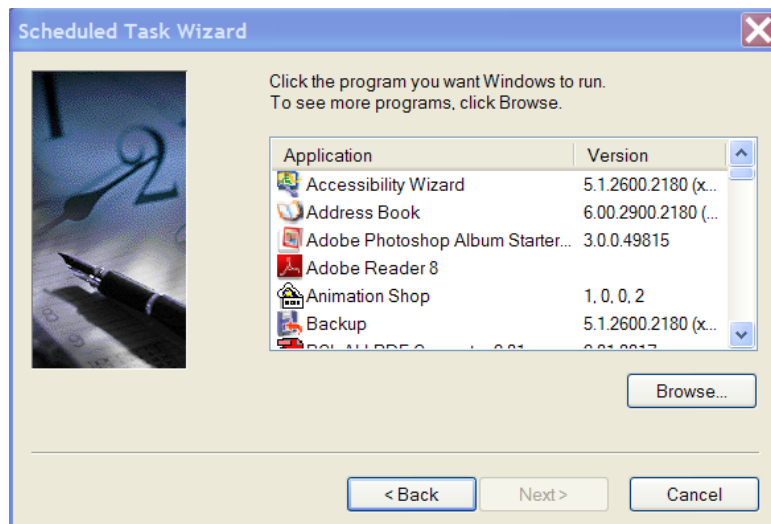 Scheduled Task Wizard
Click the program you want Windows to run.
To see more programs, click Browse.
Application Version
Accessibility Wizard 5.1.2600.2180 (x...
Address Book 6.00.2900.2180 (...
Adobe Photoshop Album Starter... 3.0.0.49815
Adobe Reader 8
Animation Shop 1, 0, 0, 2
Backup 5.1.2600.2180 (x...
Browse...
< Back Next > Cancel